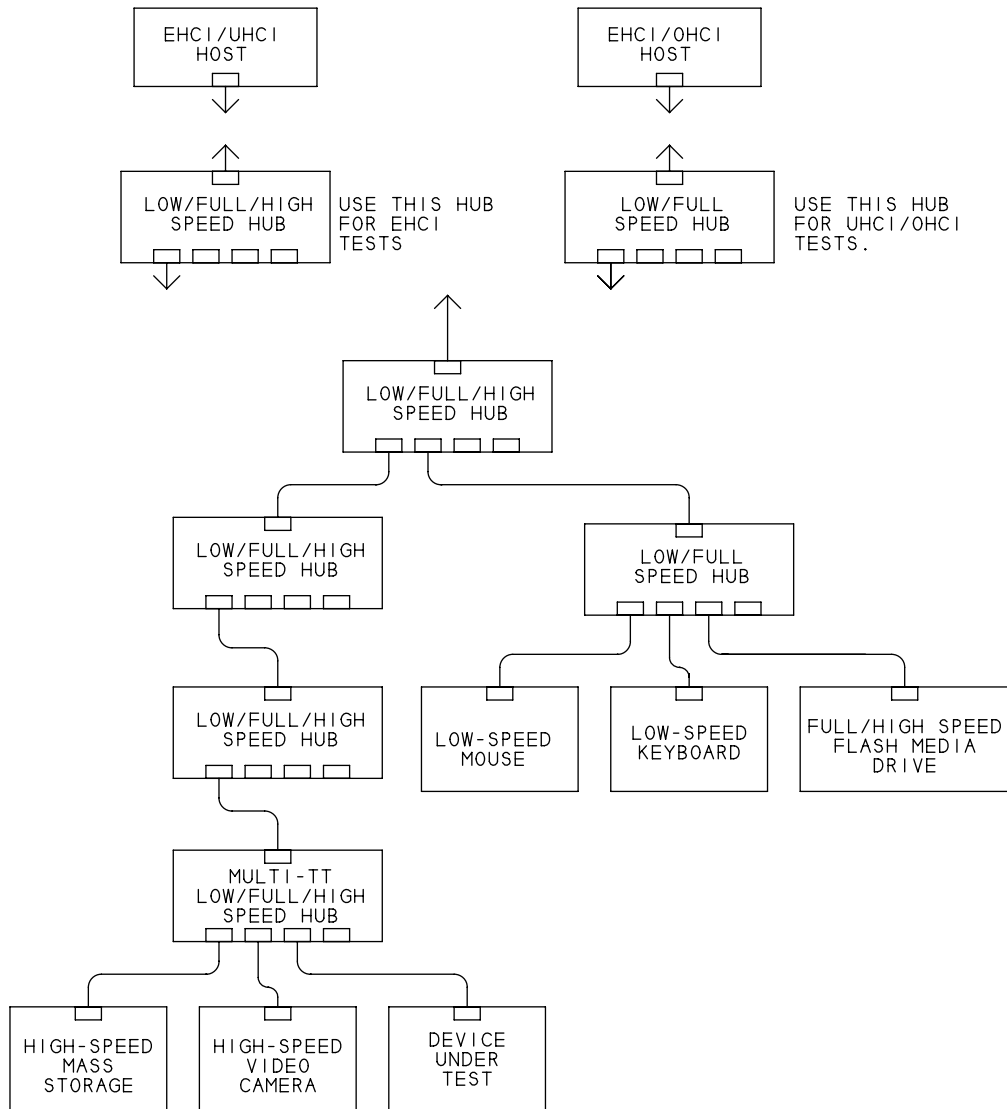 EHCI/UHCI
HOST
EHCI/OHCI
HOST
LOW/FULL/HIGH
SPEED HUB
USE THIS HUB
FOR EHCI
TESTS
LOW/FULL
SPEED HUB
USE THIS HUB
FOR UHCI/OHCI
TESTS.
LOW/FULL/HIGH
SPEED HUB
LOW/FULL/HIGH
SPEED HUB
LOW/FULL
SPEED HUB
LOW/FULL/HIGH
SPEED HUB
LOW-SPEED
MOUSE
LOW-SPEED
KEYBOARD
FULL/HIGH SPEED
FLASH MEDIA
DRIVE
MULTI-TT
LOW/FULL/HIGH
SPEED HUB
HIGH-SPEED
MASS
STORAGE
HIGH-SPEED
VIDEO
CAMERA
DEVICE
UNDER
TEST